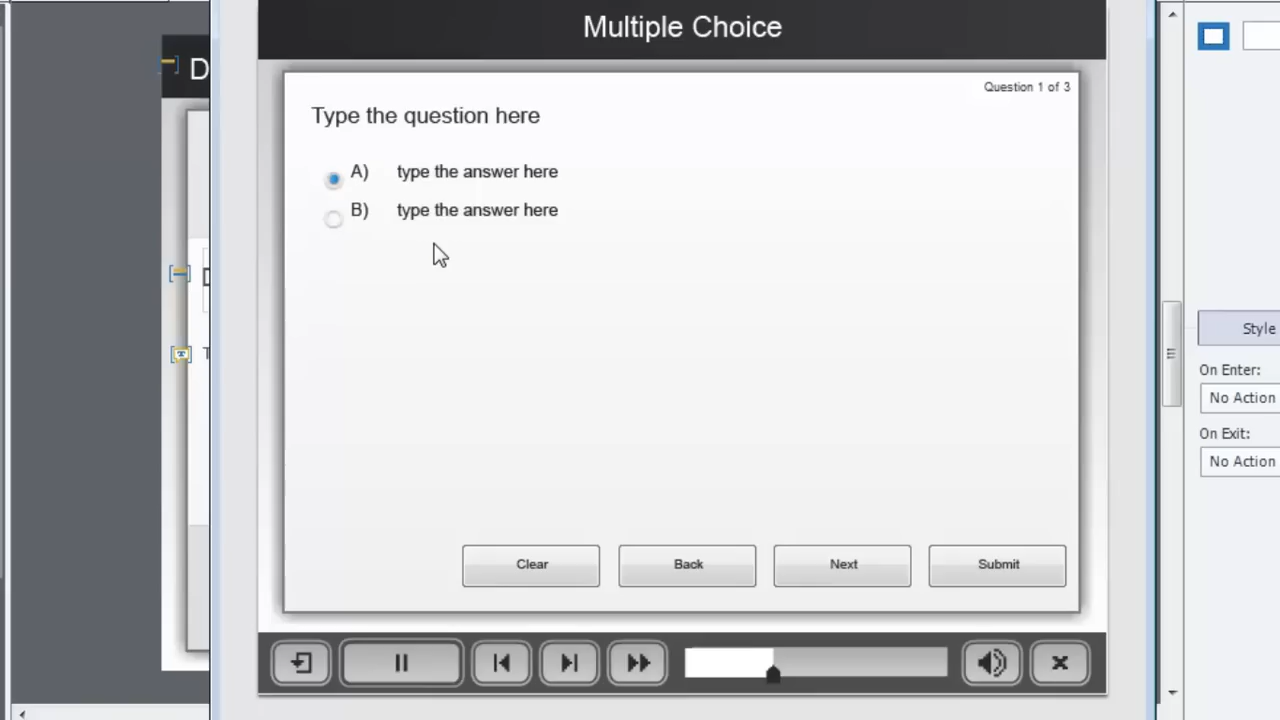 Multiple Choice
D
Question 1 of 3
Type the question here
A) type the answer here
B) type the answer here
T
Style
On Enter:
No Action
On Exit:
No Action
Clear Back Next Submit